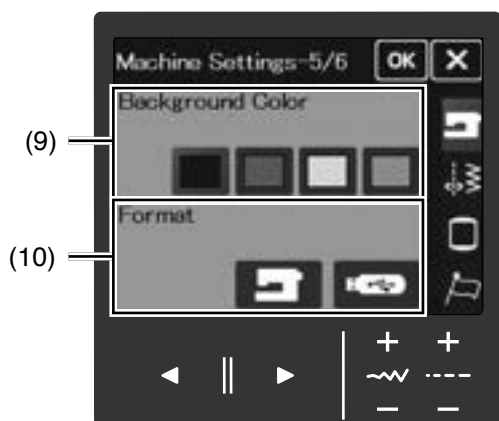 Machine Settings-5/6 OK X
Background Color
(9)
Format
(10)
+ +
− −